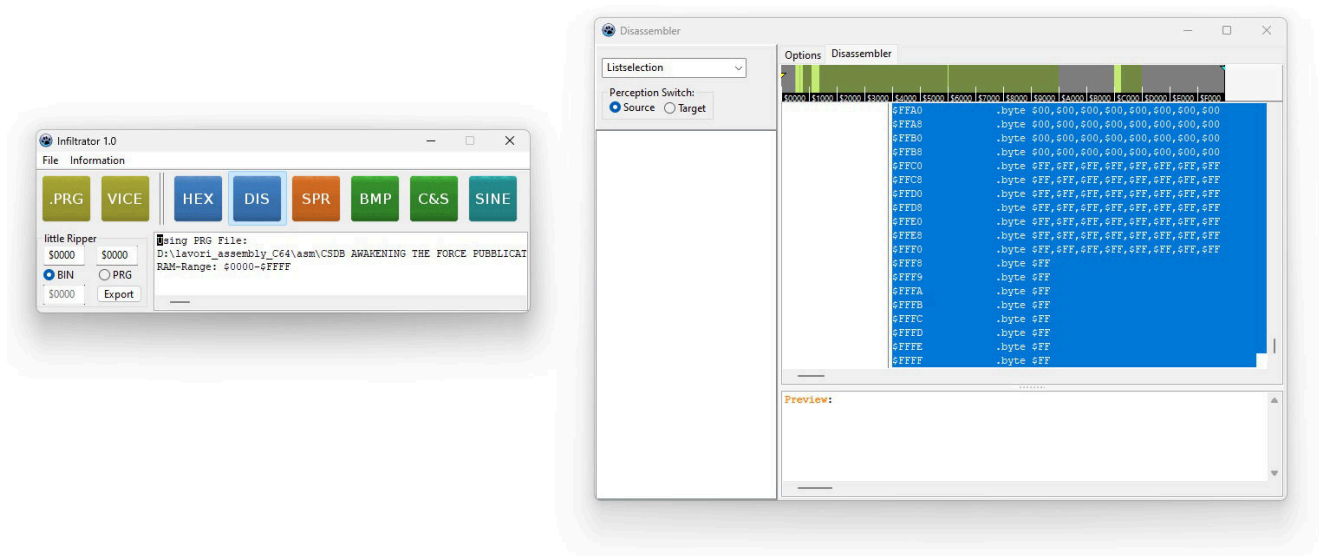 Infiltrator 1.0
File Information
.PRG VICE HEX DIS SPR BMP C&S SINE
little Ripper
$0000 $0000
BIN PRG
$0000 Export
Using PRG File:
D:\lavori_assembly_C64\asm\CSDB AWAKENING THE FORCE PUBBLICAT
RAM-Range: $0000-$FFFF
Disassembler
Listselection
Perception Switch:
Source Target
Options Disassembler
$0000 $1000 $2000 $3000 $4000 $5000 $6000 $7000 $8000 $9000 $A000 $B000 $C000 $D000 $E000 $F000
$FFA0 .byte $00,$00,$00,$00,$00,$00,$00,$00
$FFA8 .byte $00,$00,$00,$00,$00,$00,$00,$00
$FFB0 .byte $00,$00,$00,$00,$00,$00,$00,$00
$FFB8 .byte $00,$00,$00,$00,$00,$00,$00,$00
$FFC0 .byte $FF,$FF,$FF,$FF,$FF,$FF,$FF,$FF
$FFC8 .byte $FF,$FF,$FF,$FF,$FF,$FF,$FF,$FF
$FFD0 .byte $FF,$FF,$FF,$FF,$FF,$FF,$FF,$FF
$FFD8 .byte $FF,$FF,$FF,$FF,$FF,$FF,$FF,$FF
$FFE0 .byte $FF,$FF,$FF,$FF,$FF,$FF,$FF,$FF
$FFE8 .byte $FF,$FF,$FF,$FF,$FF,$FF,$FF,$FF
$FFF0 .byte $FF,$FF,$FF,$FF,$FF,$FF,$FF,$FF
$FFF8 .byte $FF
$FFF9 .byte $FF
$FFFA .byte $FF
$FFFB .byte $FF
$FFFC .byte $FF
$FFFD .byte $FF
$FFFE .byte $FF
$FFFF .byte $FF
Preview: